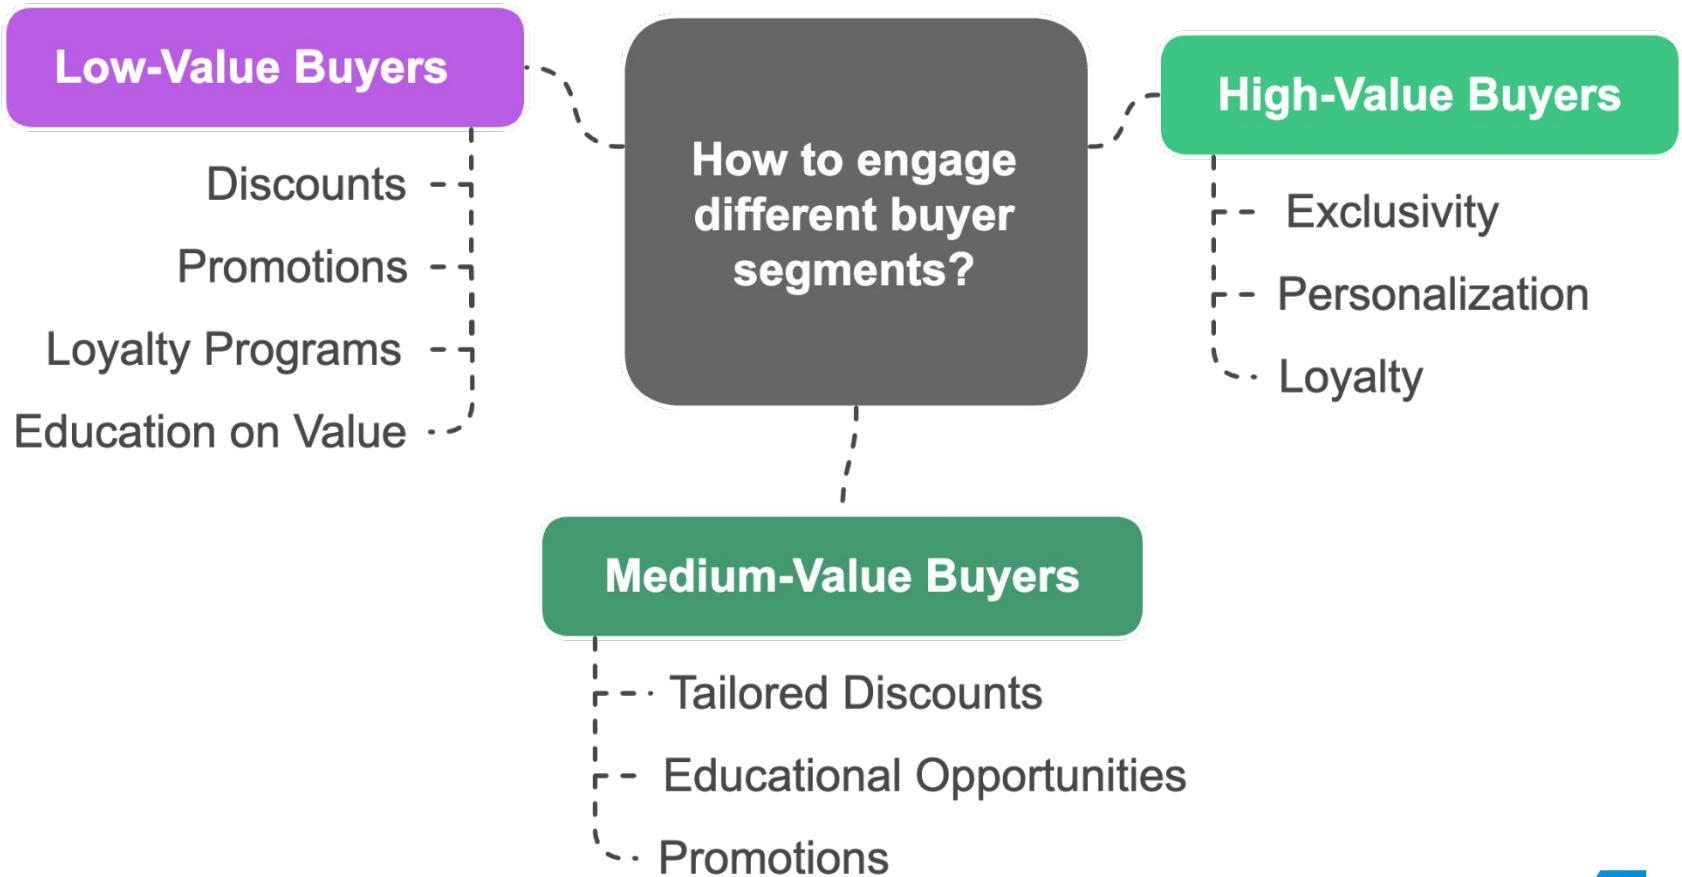 Low-Value Buyers
Discounts
Promotions
Loyalty Programs
Education on Value
How to engage
different buyer
segments?
High-Value Buyers
Exclusivity
Personalization
Loyalty
Medium-Value Buyers
Tailored Discounts
Educational Opportunities
Promotions